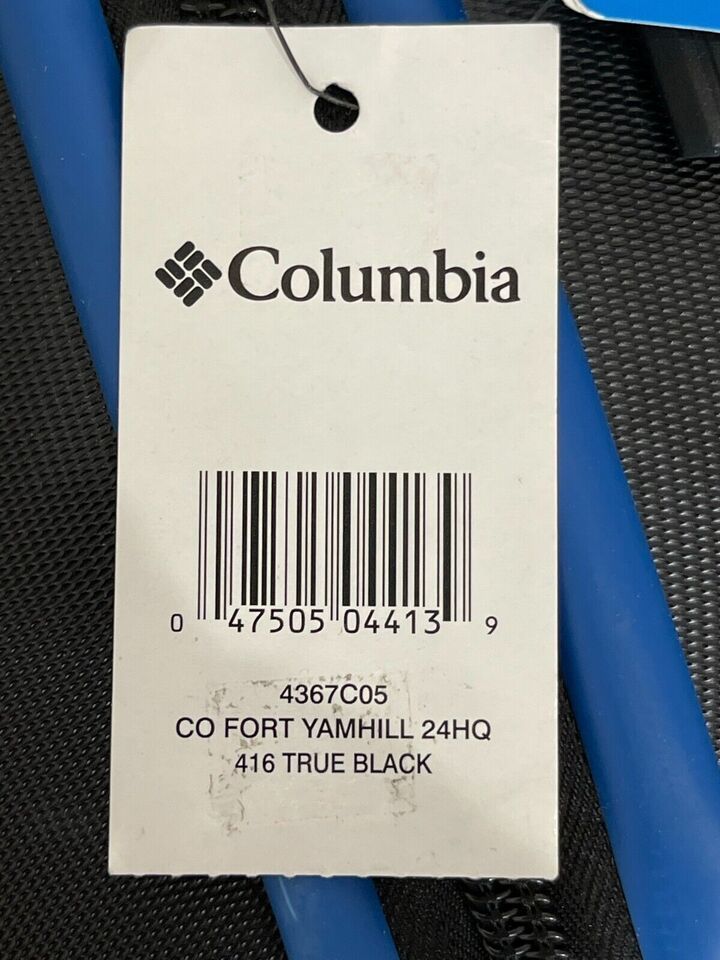 Columbia
0 47505 04413 9
4367C05
CO FORT YAMHILL 24HQ
416 TRUE BLACK